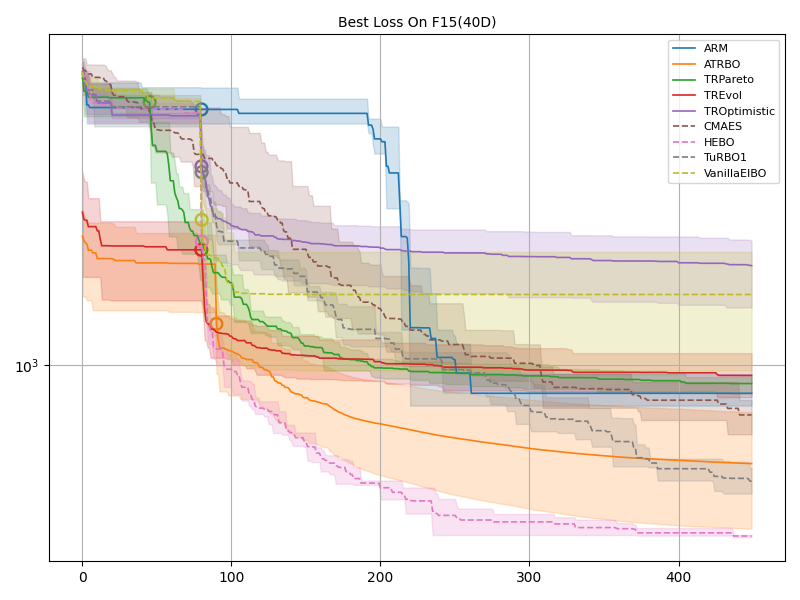 Best Loss On F15(40D)
ARM
ATRBO
TRPareto
TREvol
TROptimistic
CMAES
HEBO
TuRBO1
VanillaEIBO
10³
0 100 200 300 400